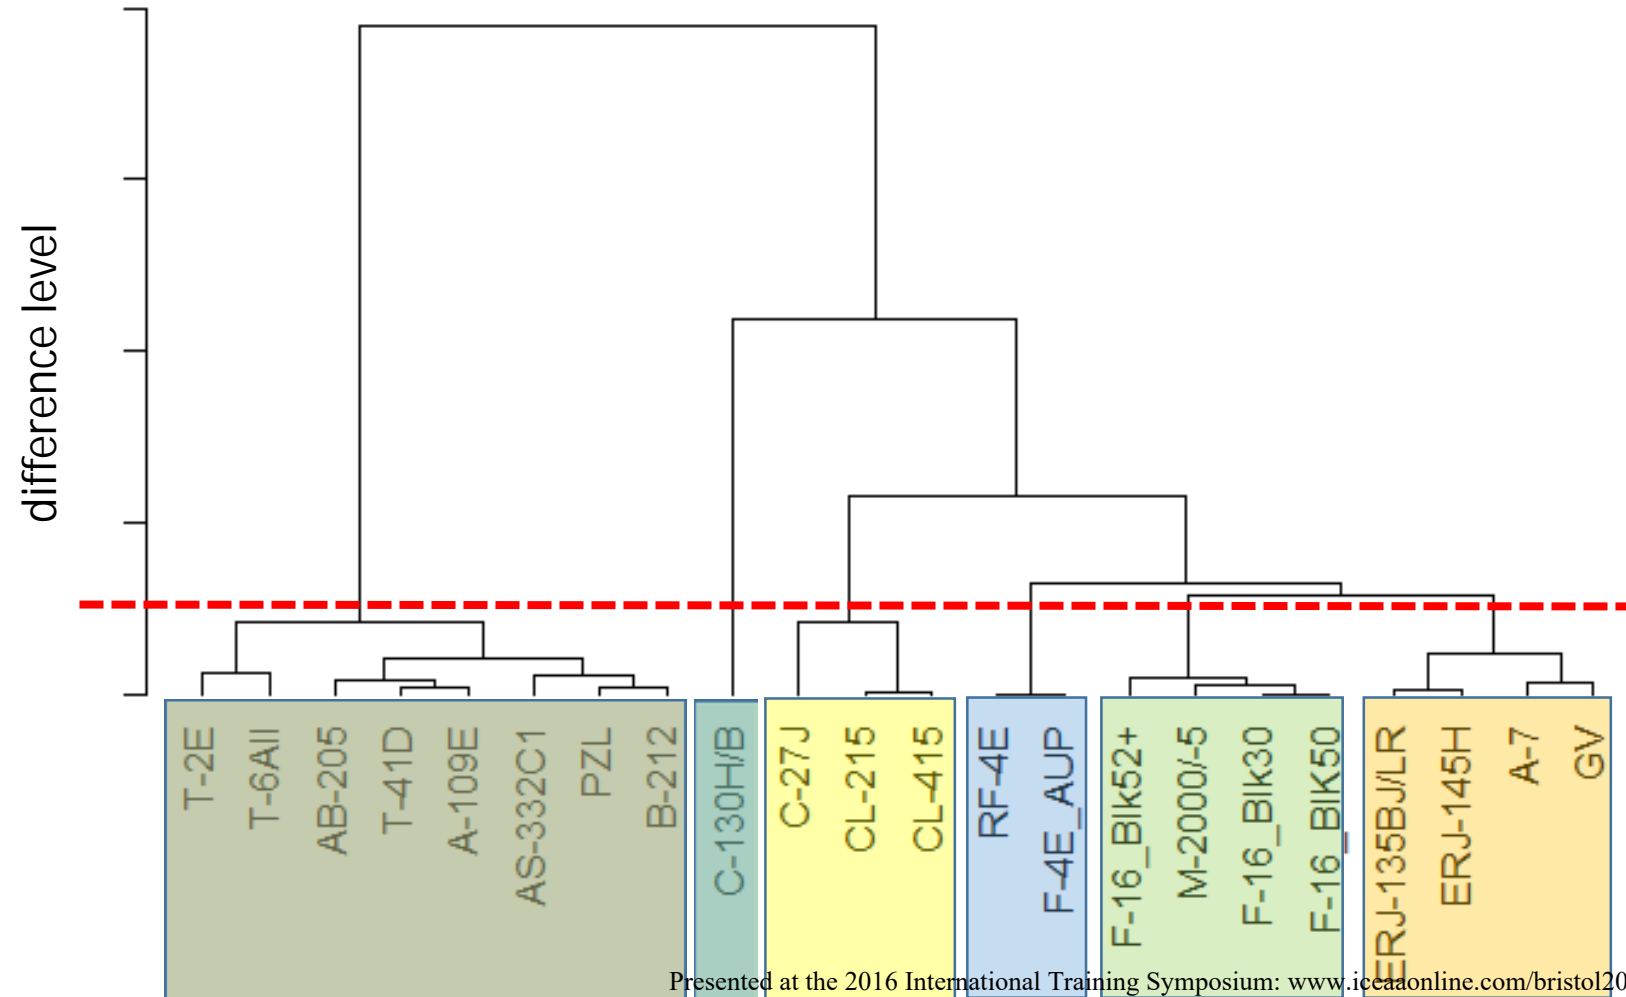 difference level
T-2E
T-6AII
AB-205
T-41D
A-109E
AS-332C1
PZL
B-212
C-130H/B
C-27J
CL-215
CL-415
RF-4E
F-4E_AUP
F-16_Blk52+
M-2000/-5
F-16_Blk30
F-16_BlK50
ERJ-135BJ/LR
ERJ-145H
A-7
GV
Presented at the 2016 International Training Symposium: www.iceaaonline.com/bristol20